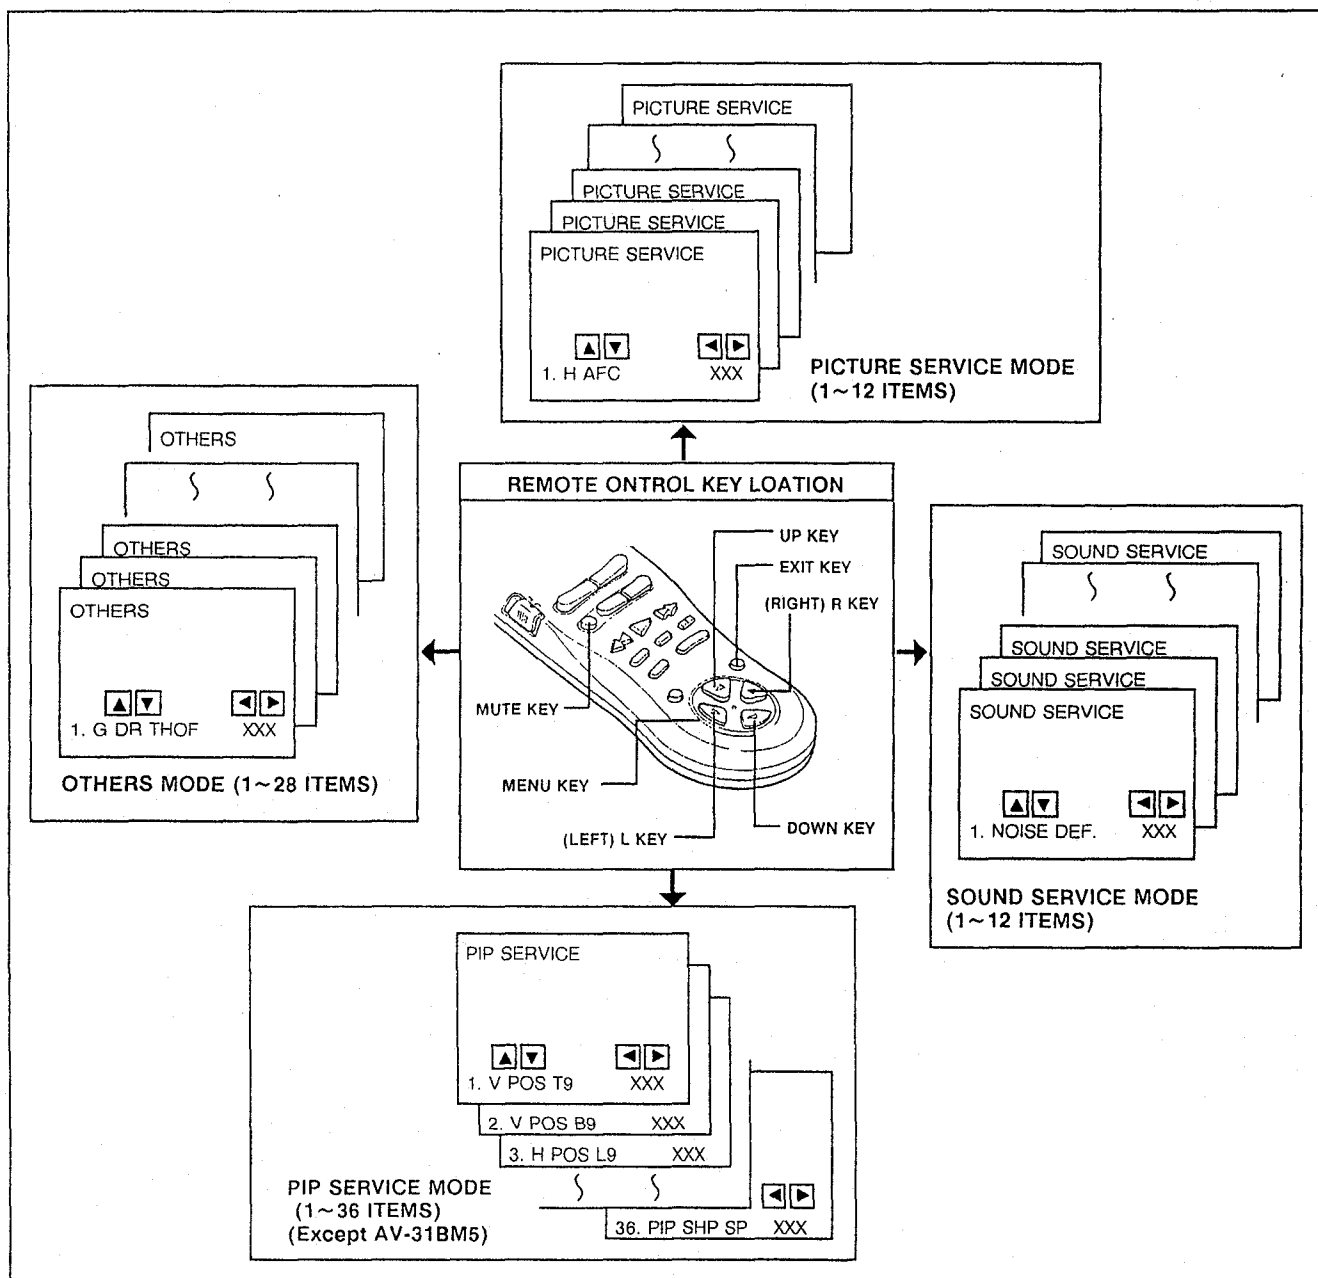 PICTURE SERVICE
PICTURE SERVICE
PICTURE SERVICE
PICTURE SERVICE
▲▼ ◀▶
1. H AFC XXX
PICTURE SERVICE MODE
(1~12 ITEMS)
OTHERS
OTHERS
OTHERS
OTHERS
▲▼ ◀▶
1. G DR THOF XXX
OTHERS MODE (1~28 ITEMS)
REMOTE ONTROL KEY LOATION
UP KEY
EXIT KEY
(RIGHT) R KEY
MUTE KEY
MENU KEY
(LEFT) L KEY
DOWN KEY
SOUND SERVICE
SOUND SERVICE
SOUND SERVICE
SOUND SERVICE
▲▼ ◀▶
1. NOISE DEF. XXX
SOUND SERVICE MODE
(1~12 ITEMS)
PIP SERVICE
▲▼ ◀▶
1. V POS T9 XXX
2. V POS B9 XXX
3. H POS L9 XXX
◀▶
36. PIP SHP SP XXX
PIP SERVICE MODE
(1~36 ITEMS)
(Except AV-31BM5)